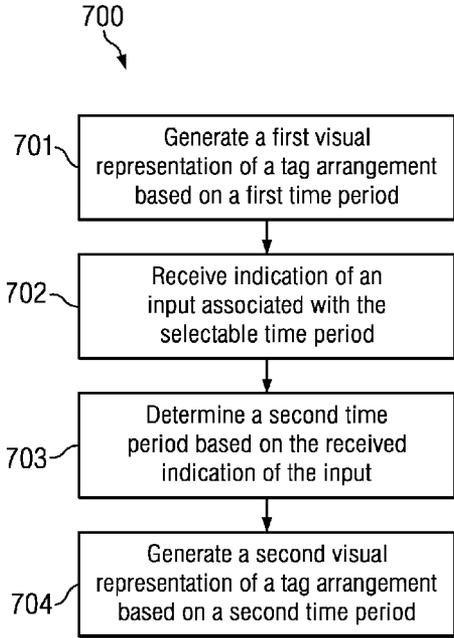 700
701
Generate a first visual
representation of a tag arrangement
based on a first time period
702
Receive indication of an
input associated with the
selectable time period
703
Determine a second time
period based on the received
indication of the input
704
Generate a second visual
representation of a tag arrangement
based on a second time period